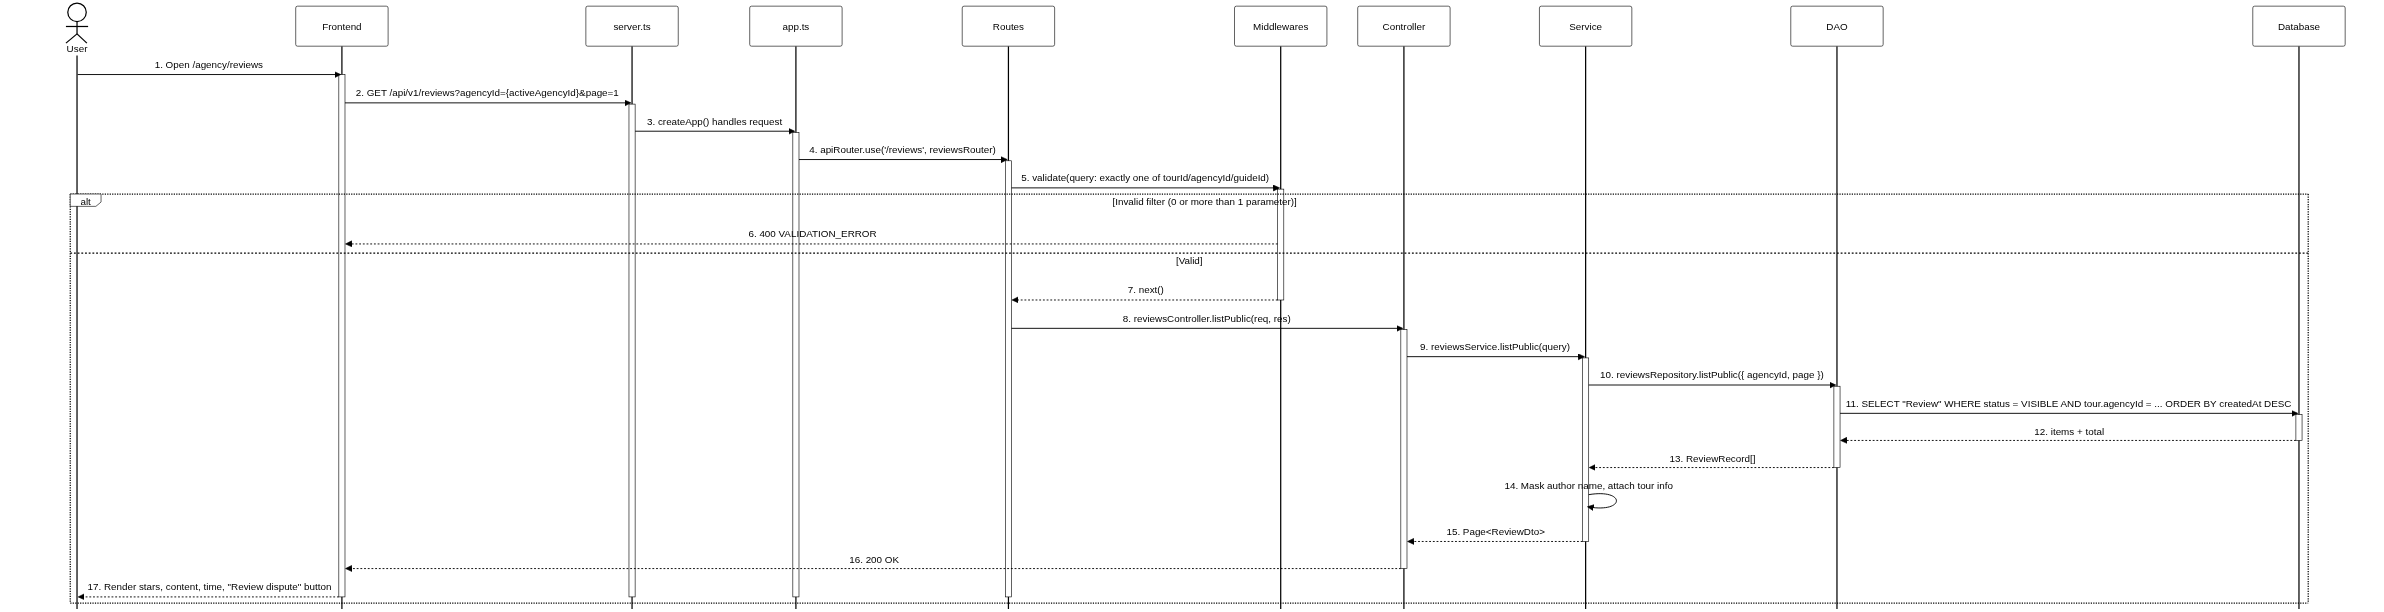 User
Frontend
server.ts
app.ts
Routes
Middlewares
Controller
Service
DAO
Database
1. Open /agency/reviews
2. GET /api/v1/reviews?agencyId={activeAgencyId}&page=1
3. createApp() handles request
4. apiRouter.use('/reviews', reviewsRouter)
5. validate(query: exactly one of tourId/agencyId/guideId)
alt
[Invalid filter (0 or more than 1 parameter)]
6. 400 VALIDATION_ERROR
[Valid]
7. next()
8. reviewsController.listPublic(req, res)
9. reviewsService.listPublic(query)
10. reviewsRepository.listPublic({ agencyId, page })
11. SELECT "Review" WHERE status = VISIBLE AND tour.agencyId = ... ORDER BY createdAt DESC
12. items + total
13. ReviewRecord[]
14. Mask author name, attach tour info
15. Page<ReviewDto>
16. 200 OK
17. Render stars, content, time, "Review dispute" button